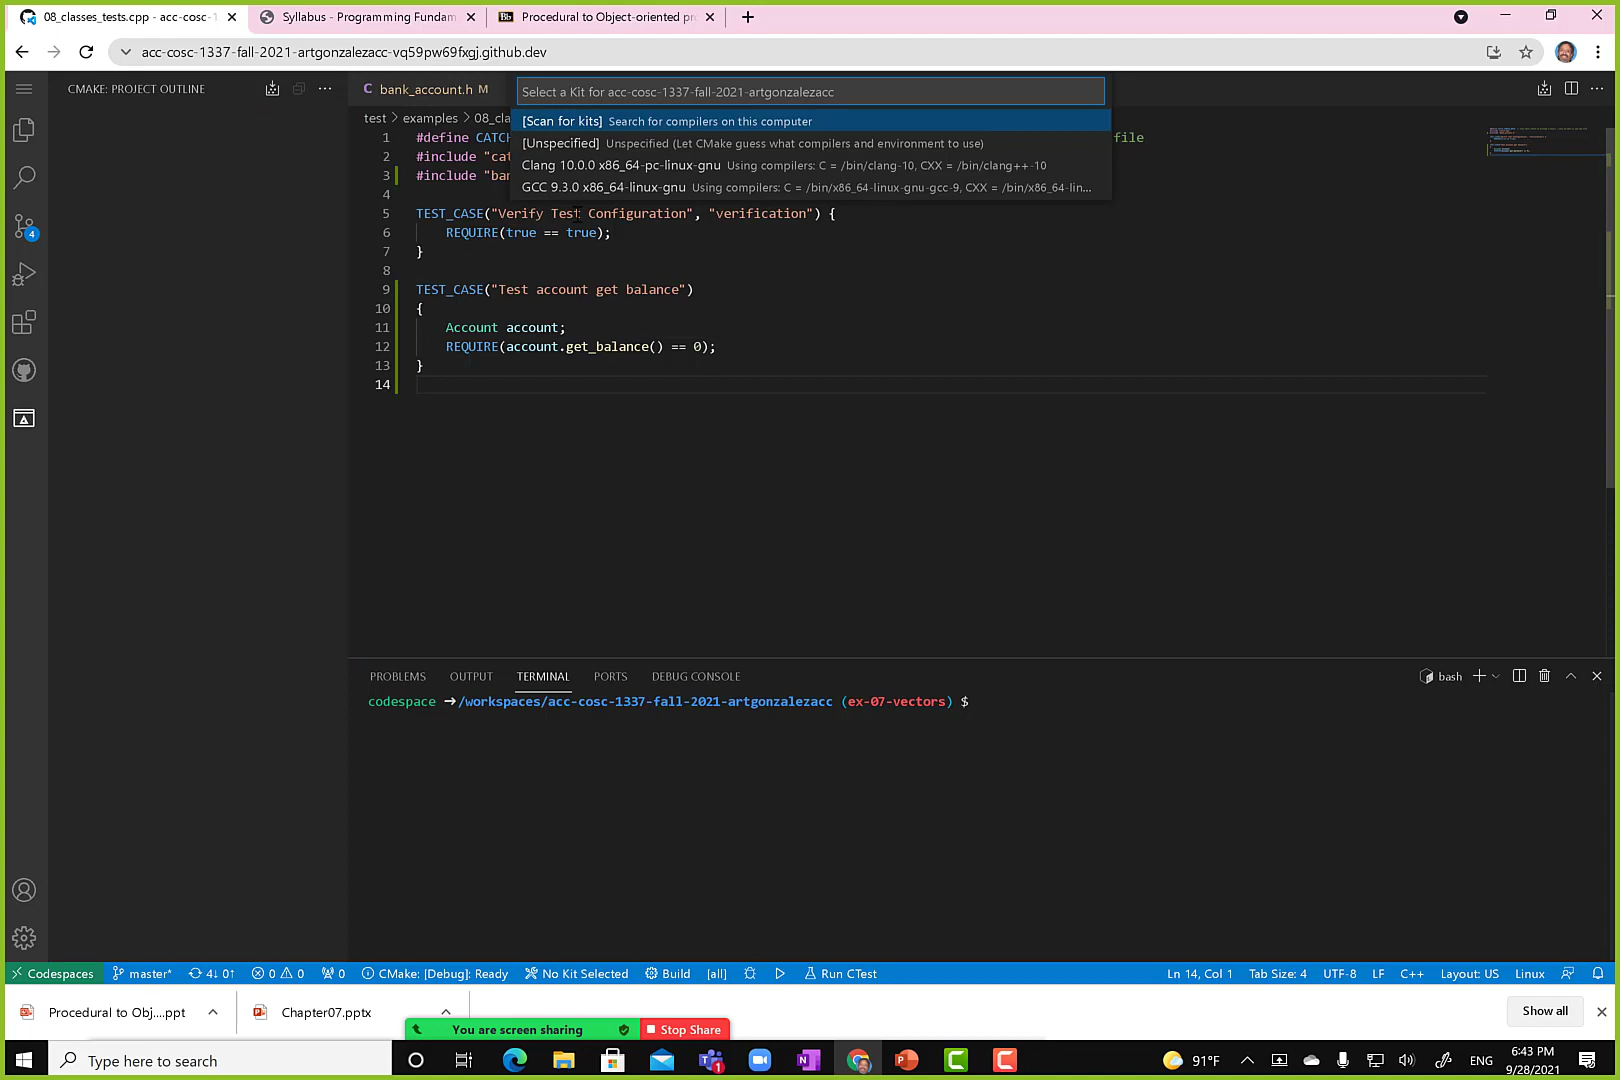 08_classes_tests.cpp - acc-cosc-1
Syllabus - Programming Fundam
Bb Procedural to Object-oriented pr
acc-cosc-1337-fall-2021-artgonzalezacc-vq59pw69fxgj.github.dev
CMAKE: PROJECT OUTLINE
C bank_account.h M
Select a Kit for acc-cosc-1337-fall-2021-artgonzalezacc
[Scan for kits] Search for compilers on this computer
[Unspecified] Unspecified (Let CMake guess what compilers and environment to use)
Clang 10.0.0 x86_64-pc-linux-gnu Using compilers: C = /bin/clang-10, CXX = /bin/clang++-10
GCC 9.3.0 x86_64-linux-gnu Using compilers: C = /bin/x86_64-linux-gnu-gcc-9, CXX = /bin/x86_64-lin...
test > examples > 08_cla
1 #define CATCH file
2 #include "cat
3 #include "ban
4
5 TEST_CASE("Verify Test Configuration", "verification") {
6 REQUIRE(true == true);
7 }
8
9 TEST_CASE("Test account get balance")
10 {
11 Account account;
12 REQUIRE(account.get_balance() == 0);
13 }
14
4
PROBLEMS OUTPUT TERMINAL PORTS DEBUG CONSOLE
bash
codespace →/workspaces/acc-cosc-1337-fall-2021-artgonzalezacc (ex-07-vectors) $
Codespaces master* 4↓ 0↑ 0 0 0 CMake: [Debug]: Ready No Kit Selected Build [all] Run CTest
Ln 14, Col 1 Tab Size: 4 UTF-8 LF C++ Layout: US Linux
Procedural to Obj....ppt
Chapter07.pptx
Show all
You are screen sharing
Stop Share
Type here to search
1
91°F
ENG
6:43 PM
9/28/2021